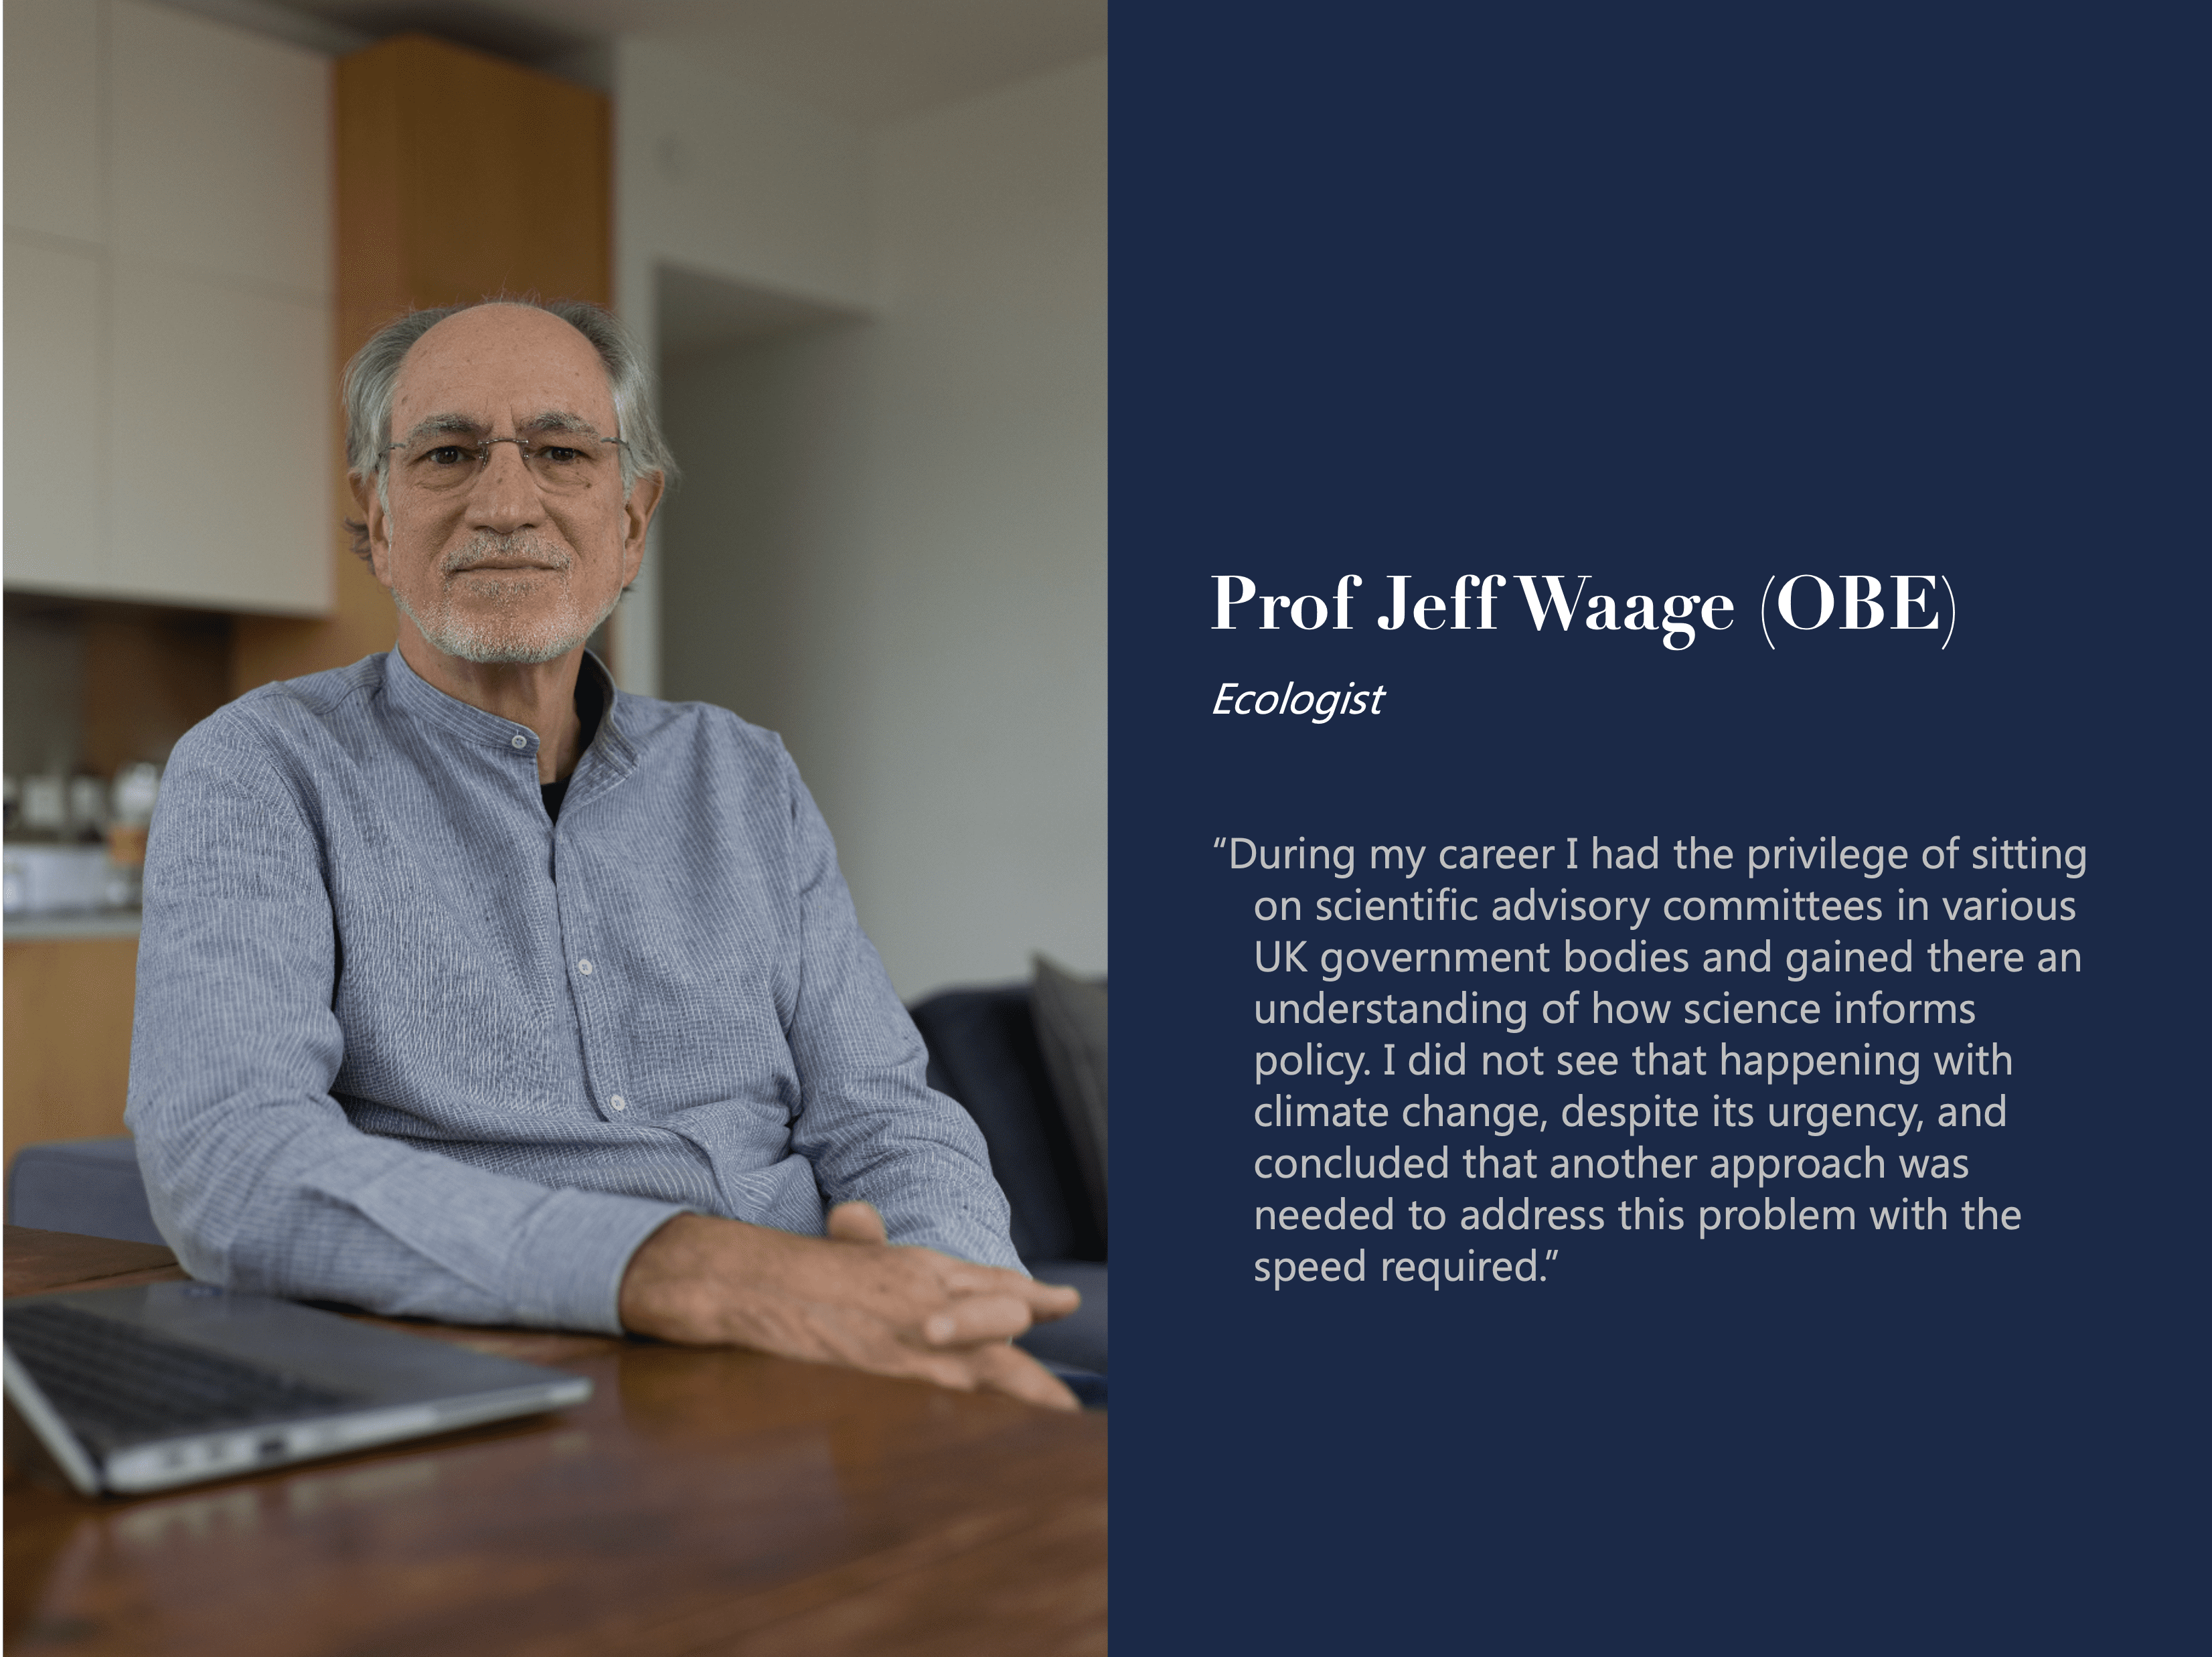 Prof Jeff Waage (OBE)
Ecologist
“During my career I had the privilege of sitting
on scientific advisory committees in various
UK government bodies and gained there an
understanding of how science informs
policy. I did not see that happening with
climate change, despite its urgency, and
concluded that another approach was
needed to address this problem with the
speed required.”